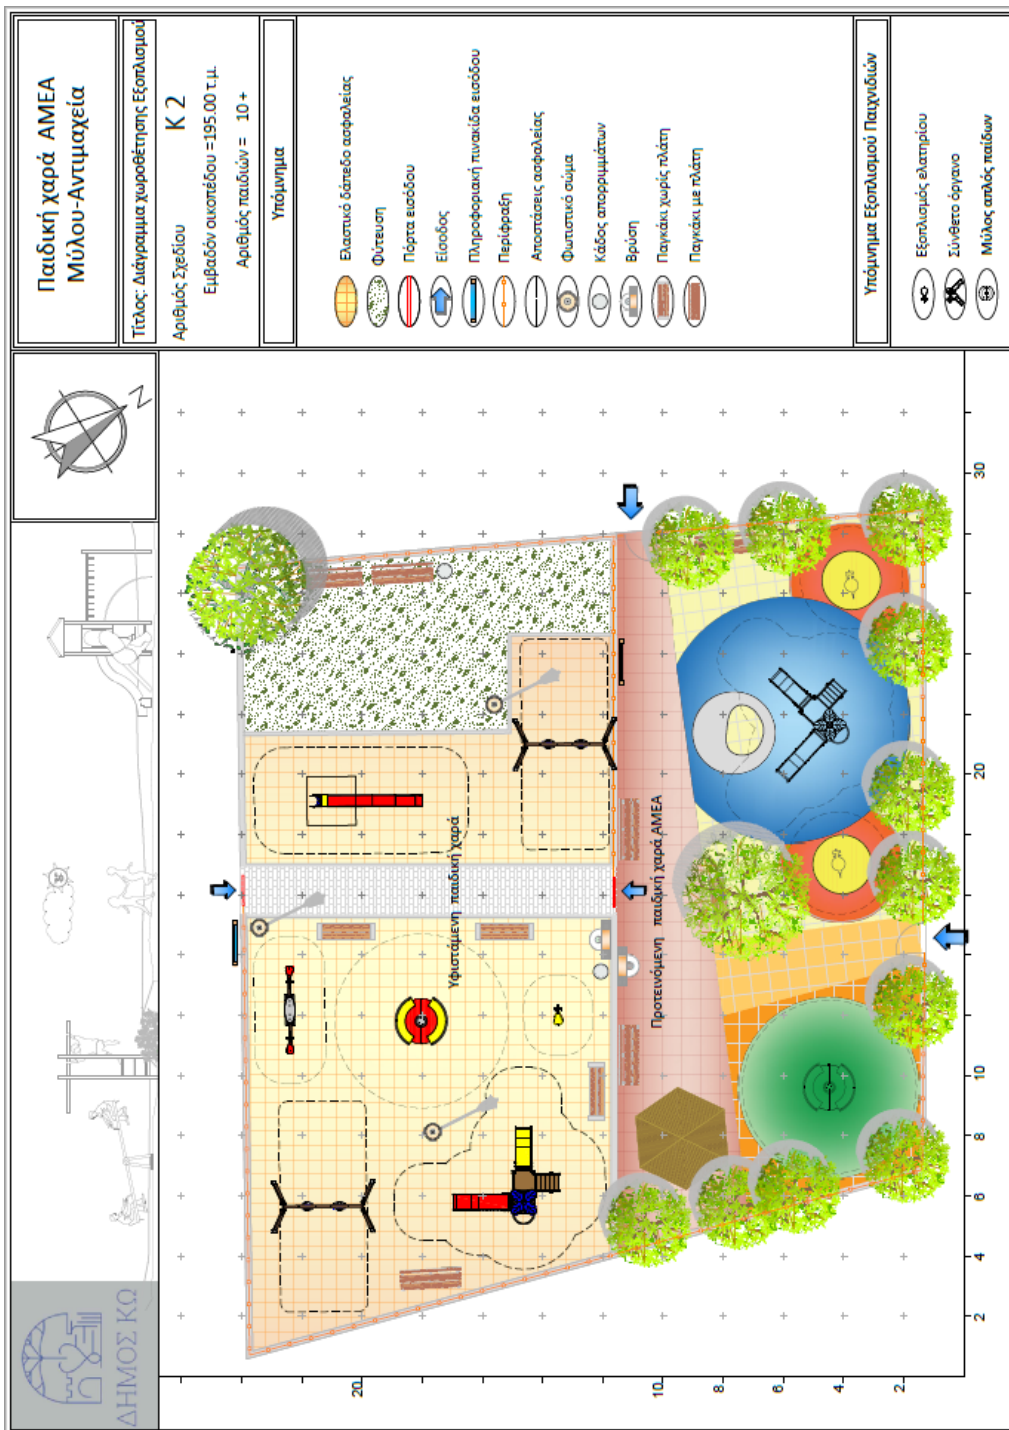 Παιδική χαρά ΑΜΕΑ
Μύλου-Αντιμαχεία
Τίτλος: Διάγραμμα χωροθέτησης Εξοπλισμού
Αριθμός Σχεδίου Κ 2
Εμβαδόν οικοπέδου =195.00 τ.μ.
Αριθμός παιδιών = 10 +
Υπόμνημα
Ελαστικό δάπεδο ασφαλείας
Φύτευση
Πόρτα εισόδου
Είσοδος
Πληροφοριακή πινακίδα εισόδου
Περίφραξη
Αποστάσεις ασφαλείας
Φωτιστικό σώμα
Κάδος απορριμμάτων
Βρύση
Παγκάκι χωρίς πλάτη
Παγκάκι με πλάτη
Υπόμνημα Εξοπλισμού Παιχνιδιών
Εξοπλισμός ελατηρίου
Σύνθετο όργανο
Μύλος απλός παίδων
N
Υφιστάμενη παιδική χαρά
Προτεινόμενη παιδική χαρά ΑΜΕΑ
ΔΗΜΟΣ ΚΩ
20
10
8
6
4
2
2
4
6
8
10
20
30